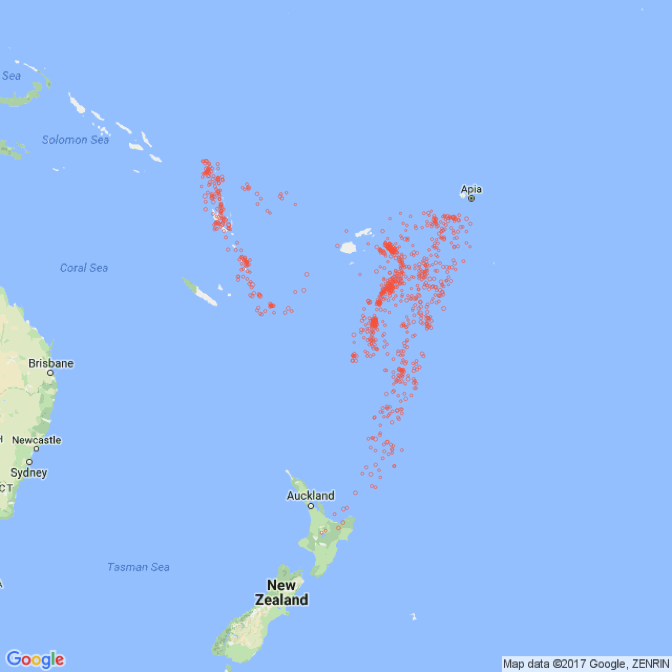 Sea
Solomon Sea
Apia
Coral Sea
Brisbane
Newcastle
Sydney
CT
Auckland
Tasman Sea
New
Zealand
Google
Map data ©2017 Google, ZENRIN